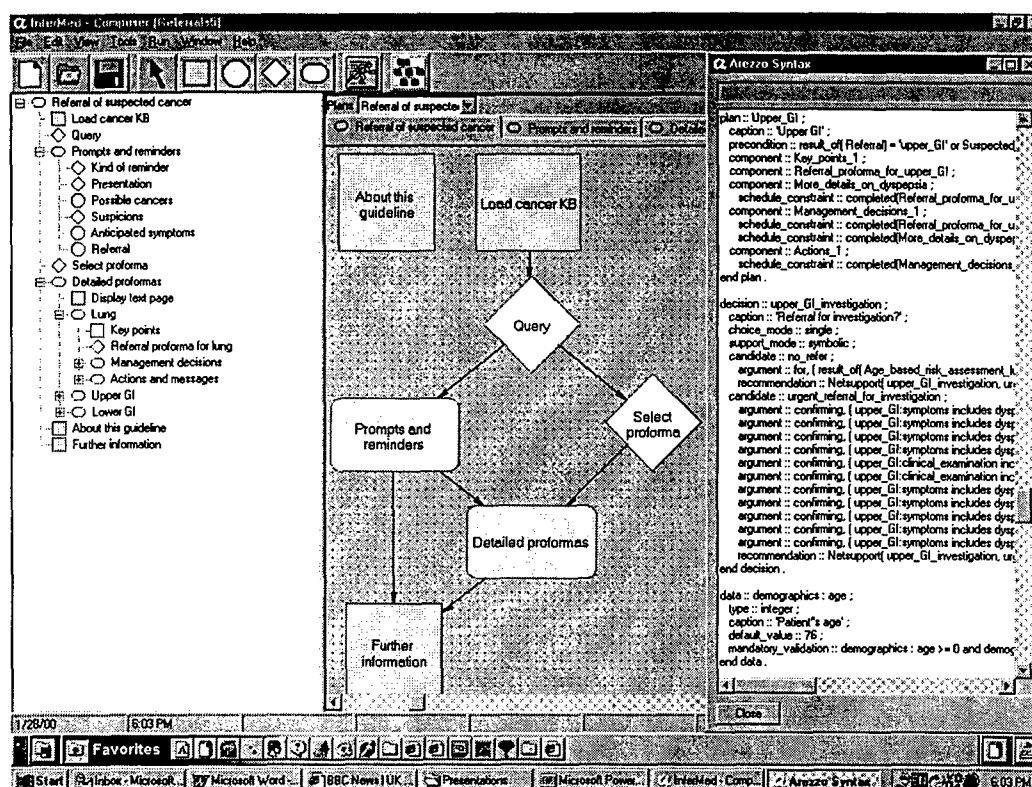 InterMed - Composer [Referral5]
File Edit View Tools Run Window Help
Referral of suspected cancer
Load cancer KB
Query
Prompts and reminders
Kind of reminder
Presentation
Possible cancers
Suspicions
Anticipated symptoms
Referral
Select proforma
Detailed proformas
Display text page
Lung
Key points
Referral proforma for lung
Management decisions
Actions and messages
Upper GI
Lower GI
About this guideline
Further information
Plans Referral of suspected
Referral of suspected cancer Prompts and reminders Detaile
About this
guideline
Load cancer KB
Query
Prompts and
reminders
Select
proforma
Detailed proformas
Further
information
Arezzo Syntax
plan :: Upper_GI ;
caption :: 'Upper GI' ;
precondition :: result_of( Referral) = 'upper_GI' or Suspected_
component :: Key_points_1 ;
component :: Referral_proforma_for_upper_GI ;
component :: More_details_on_dyspepsia ;
schedule_constraint :: completed(Referral_proforma_for_u
component :: Management_decisions_1 ;
schedule_constraint :: completed(Referral_proforma_for_u
schedule_constraint :: completed(More_details_on_dyspep
component :: Actions_1 ;
schedule_constraint :: completed(Management_decisions_
end plan .
decision :: upper_GI_investigation ;
caption :: 'Referral for investigation?' ;
choice_mode :: single ;
support_mode :: symbolic ;
candidate :: no_refer ;
argument :: for, ( result_of( Age_based_risk_assessment_
recommendation :: Netsupport( upper_GI_investigation, ur
candidate :: urgent_referral_for_investigation ;
argument :: confirming, ( upper_GI:symptoms includes dysp
argument :: confirming, ( upper_GI:symptoms includes dysp
argument :: confirming, ( upper_GI:symptoms includes dysp
argument :: confirming, ( upper_GI:symptoms includes dysp
argument :: confirming, ( upper_GI:clinical_examination inc
argument :: confirming, ( upper_GI:clinical_examination inc
argument :: confirming, ( upper_GI:symptoms includes dysp
argument :: confirming, ( upper_GI:symptoms includes dysp
argument :: confirming, ( upper_GI:symptoms includes dysp
argument :: confirming, ( upper_GI:symptoms includes dysp
argument :: confirming, ( upper_GI:symptoms includes dysp
recommendation :: Netsupport( upper_GI_investigation, ur
end decision .
data :: demographics : age ;
type :: integer ;
caption :: 'Patient''s age' ;
default_value :: 76 ;
mandatory_validation :: demographics : age >= 0 and demog
end data .
Close
1/28/00 6:03 PM
Favorites
Start Inbox - Microsoft... Microsoft Word - ... BBC News | UK ... Presentations Microsoft Power... InterMed - Comp... Arezzo Syntax 6:03 PM